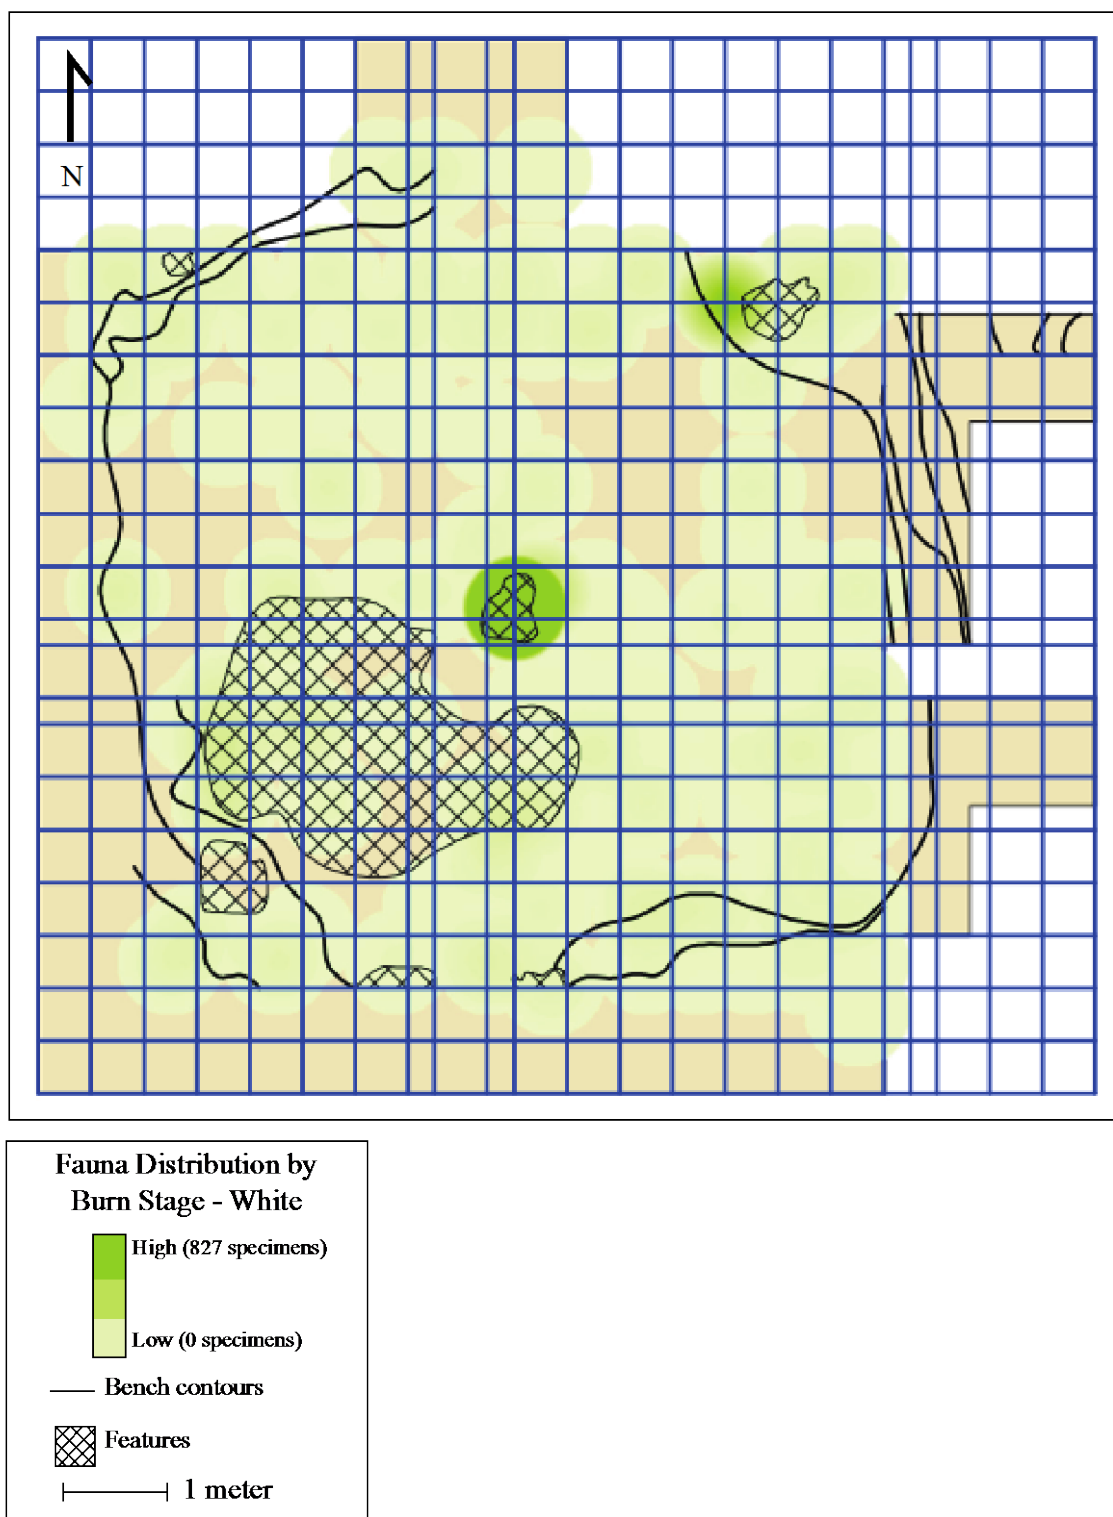 N
Fauna Distribution by
Burn Stage - White
High (827 specimens)
Low (0 specimens)
Bench contours
Features
1 meter